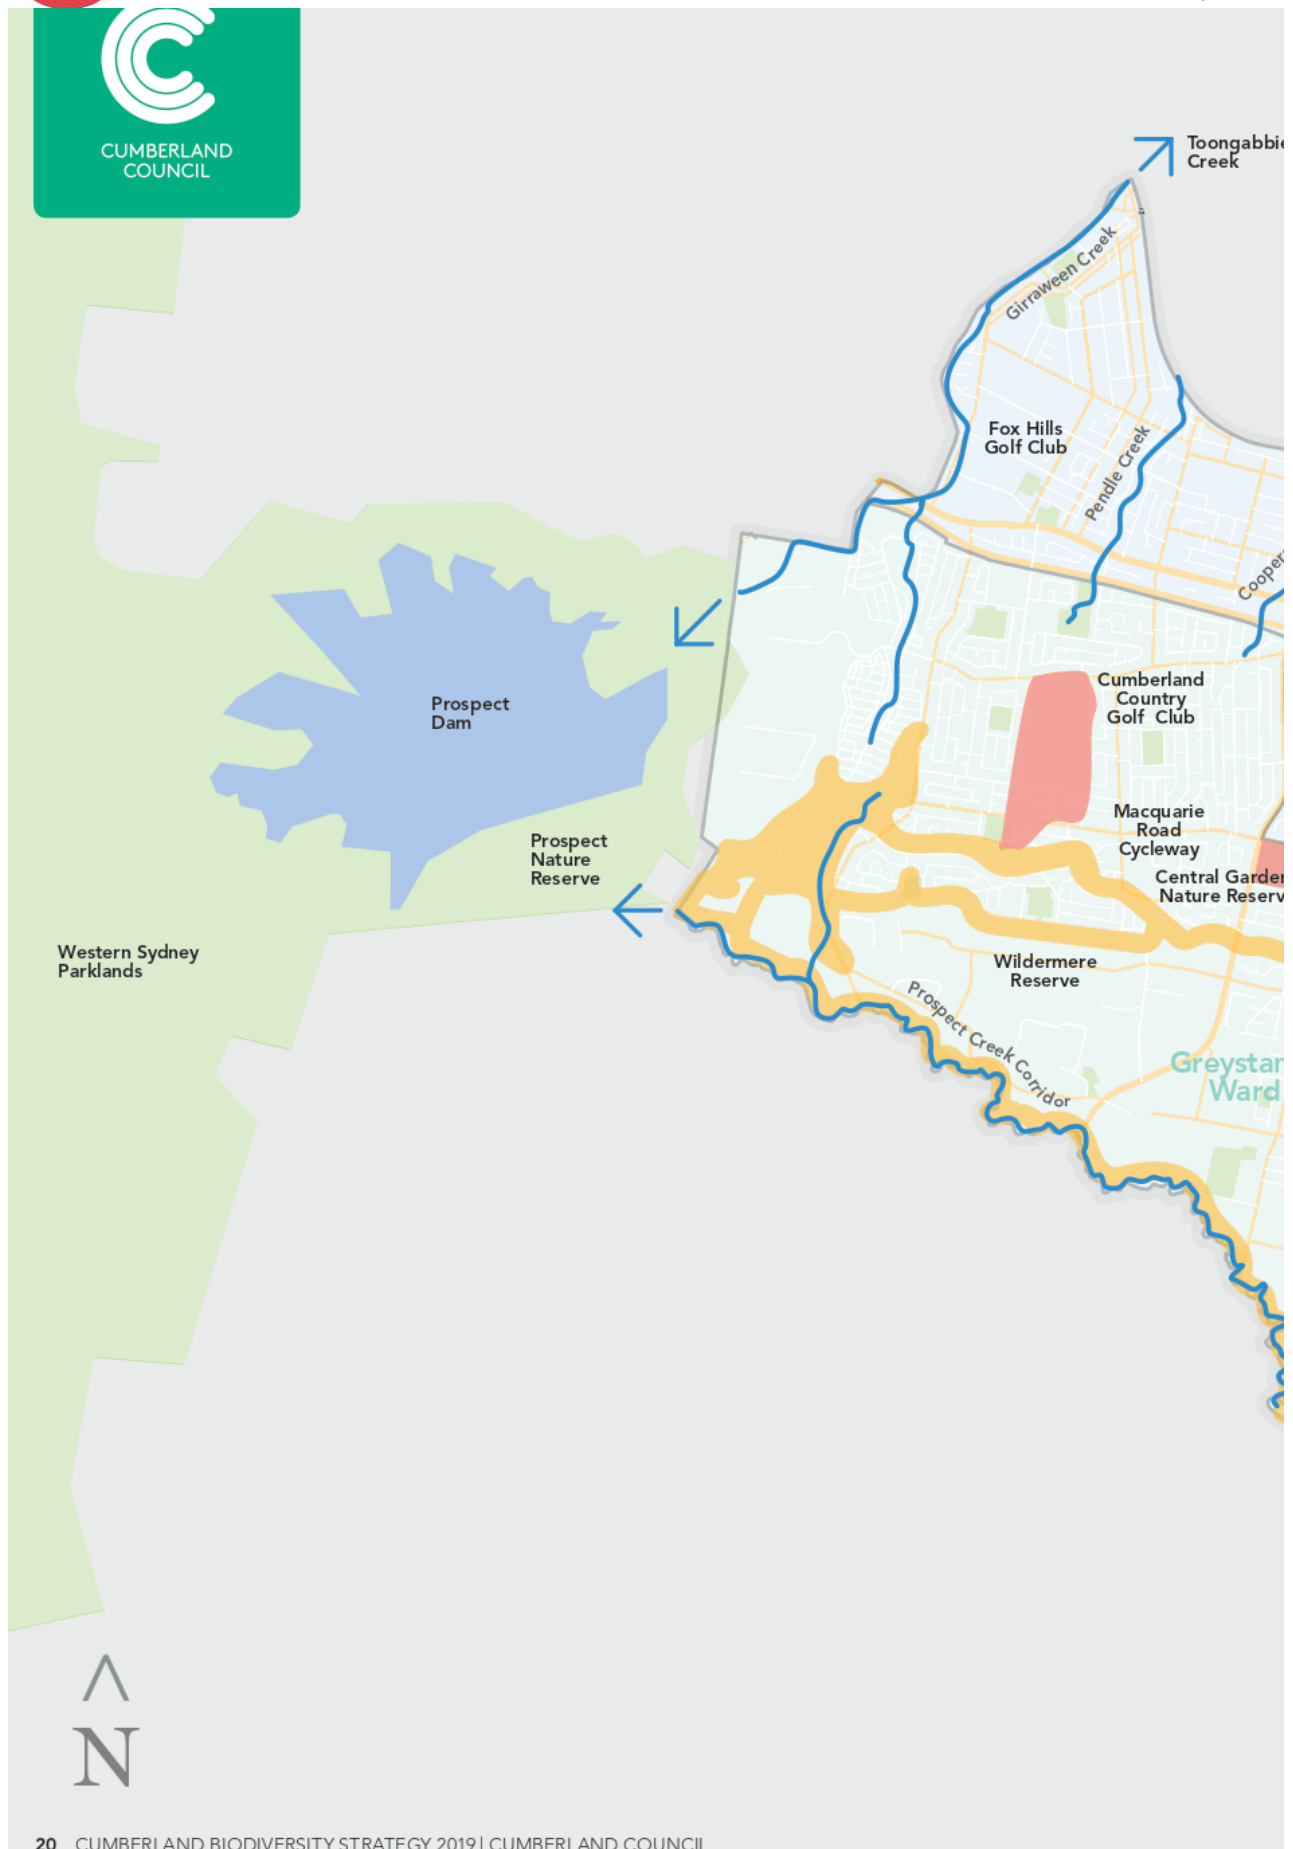 CUMBERLAND
COUNCIL
Toongabbie
Creek
Girraween Creek
Fox Hills
Golf Club
Pendle Creek
Prospect
Dam
Cumberland
Country
Golf Club
Macquarie
Road
Cycleway
Prospect
Nature
Reserve
Central Garden
Nature Reserv
Western Sydney
Parklands
Wildermere
Reserve
Prospect Creek Corridor
Ward
N
20 CUMBERLAND BIODIVERSITY STRATEGY 2019 | CUMBERLAND COUNCIL